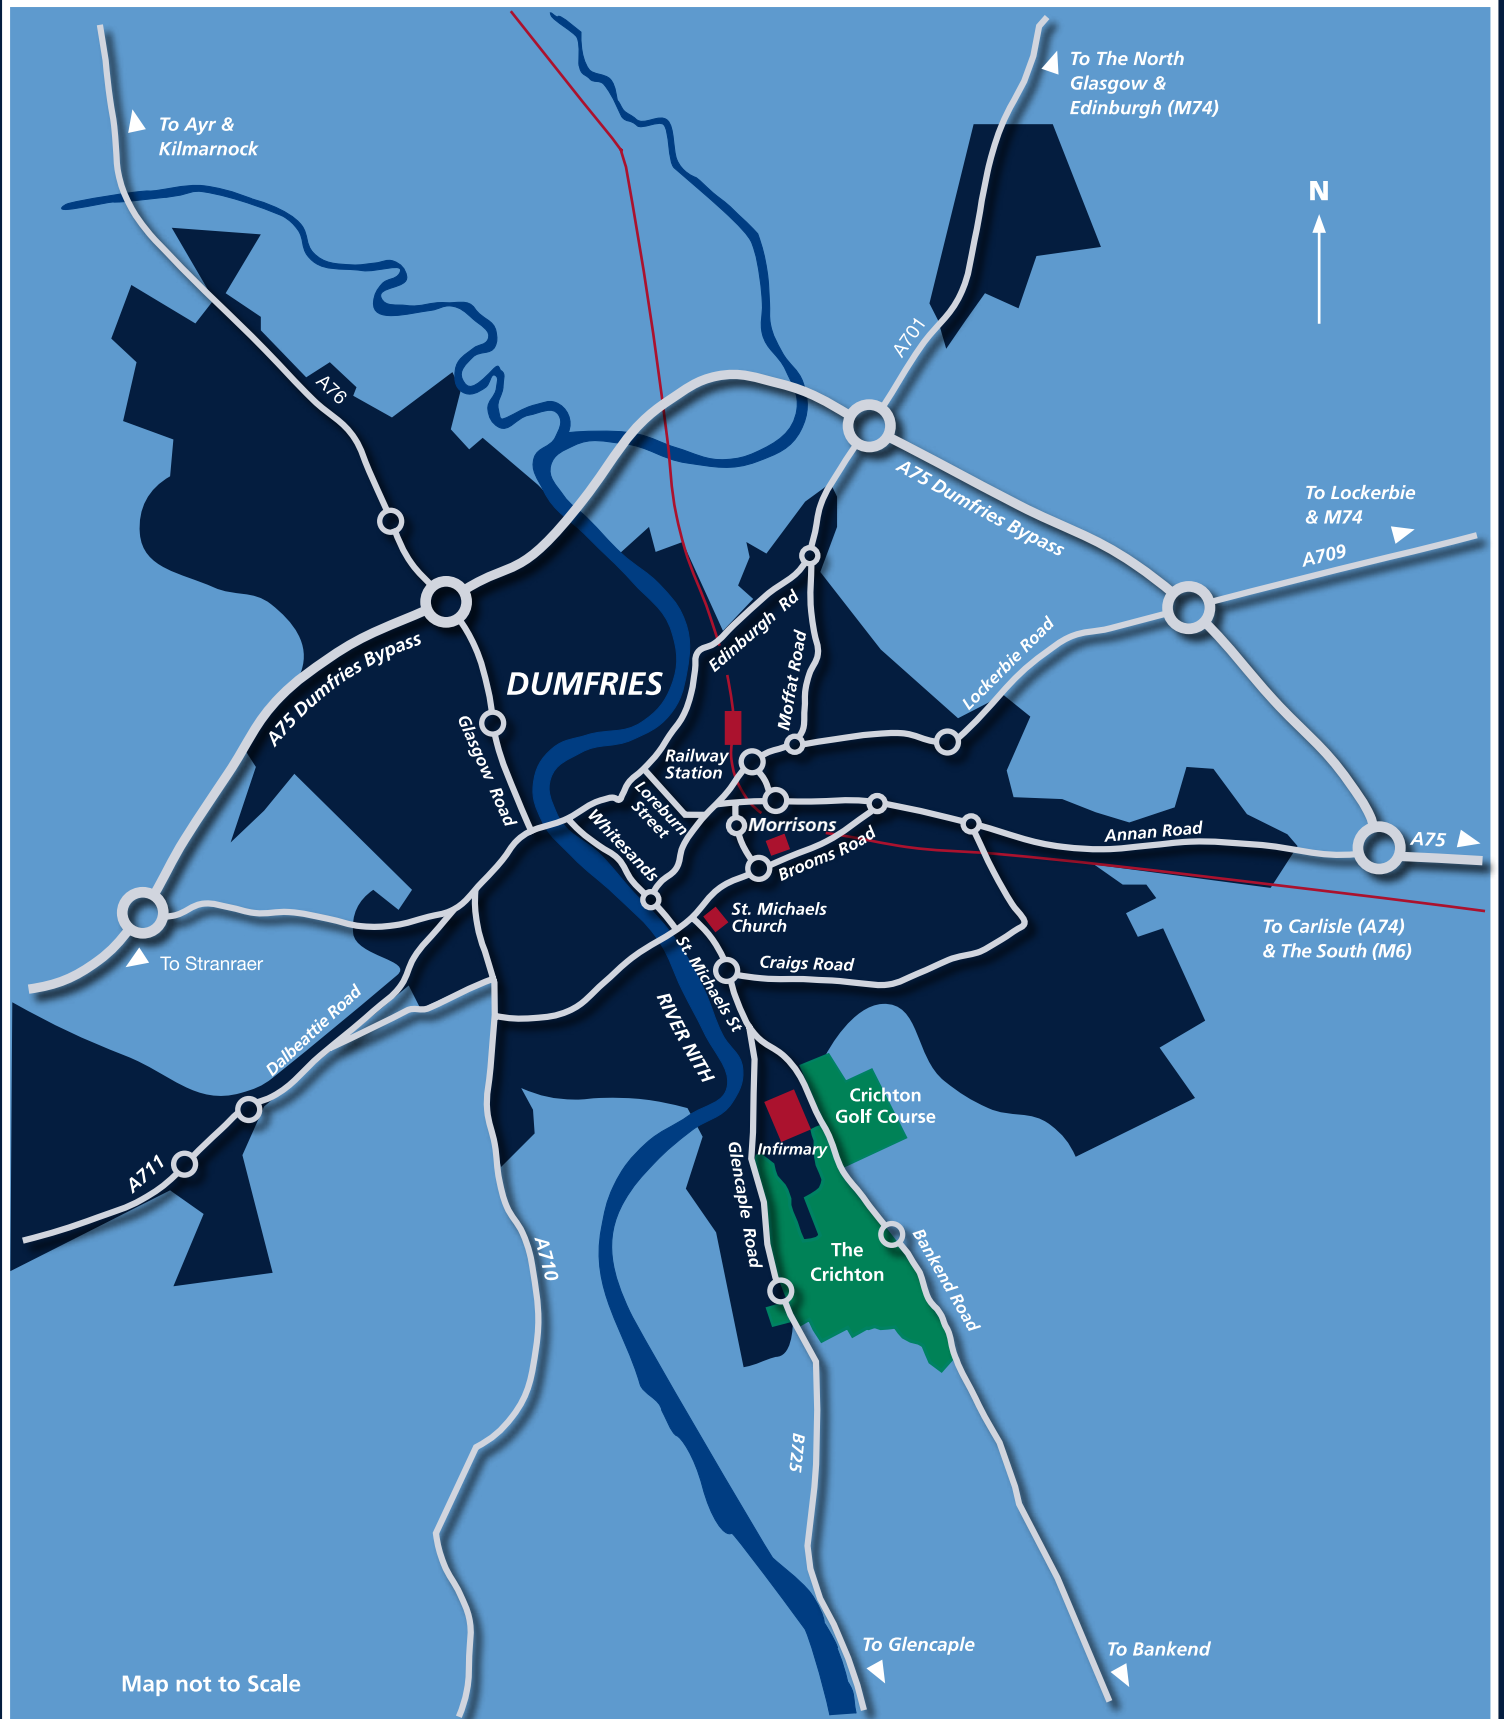 To The North
Glasgow &
Edinburgh (M74)
To Ayr &
Kilmarnock
N
A701
A76
A75 Dumfries Bypass
To Lockerbie
& M74
A709
Edinburgh Rd
Moffat Road
Lockerbie Road
A75 Dumfries Bypass
DUMFRIES
Glasgow Road
Railway
Station
Loreburn
Street
Whitesands
Morrisons
Brooms Road
Annan Road
A75
St. Michaels
Church
To Carlisle (A74)
& The South (M6)
To Stranraer
Craigs Road
St. Michaels St
RIVER NITH
Dalbeattie Road
A711
Crichton
Golf Course
Infirmary
Glencaple Road
The
Crichton
Bankend Road
A710
B725
To Glencaple
To Bankend
Map not to Scale